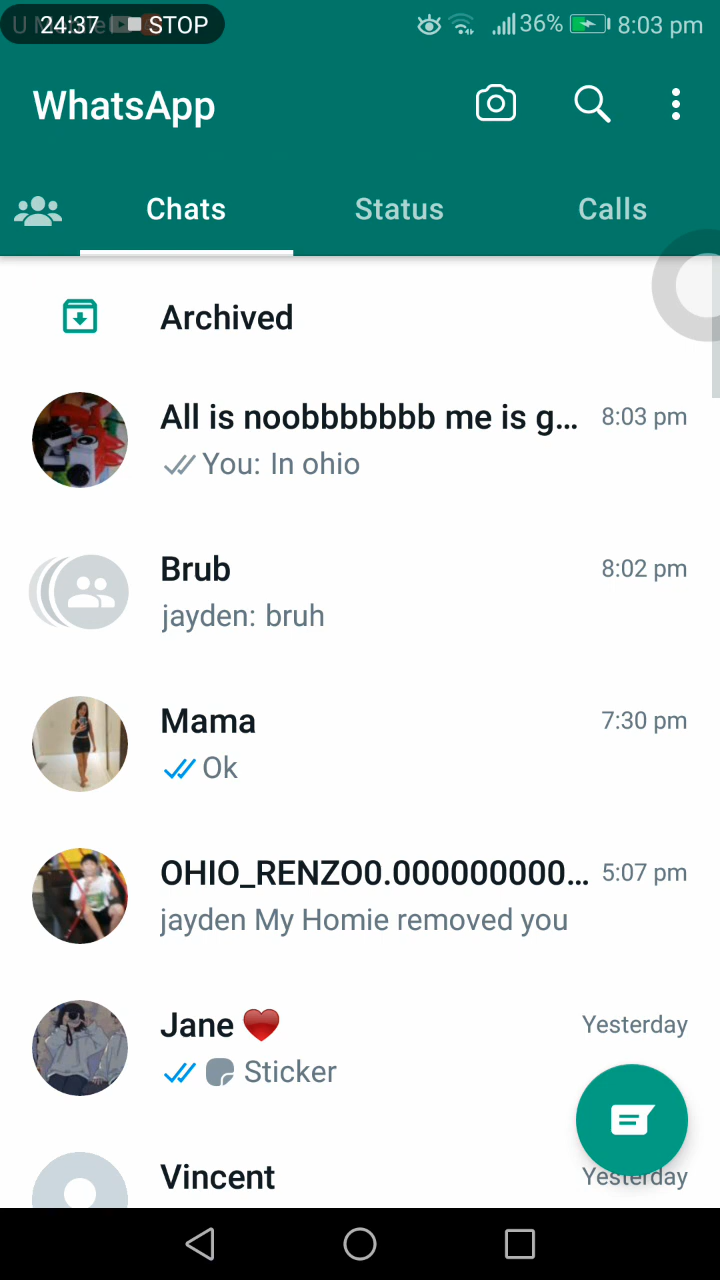 24:37 STOP 36% 8:03 pm
WhatsApp
Chats Status Calls
Archived
All is noobbbbbbb me is g... 8:03 pm
You: In ohio
Brub 8:02 pm
jayden: bruh
Mama 7:30 pm
Ok
OHIO_RENZO0.000000000... 5:07 pm
jayden My Homie removed you
Jane Yesterday
Sticker
Vincent Yesterday